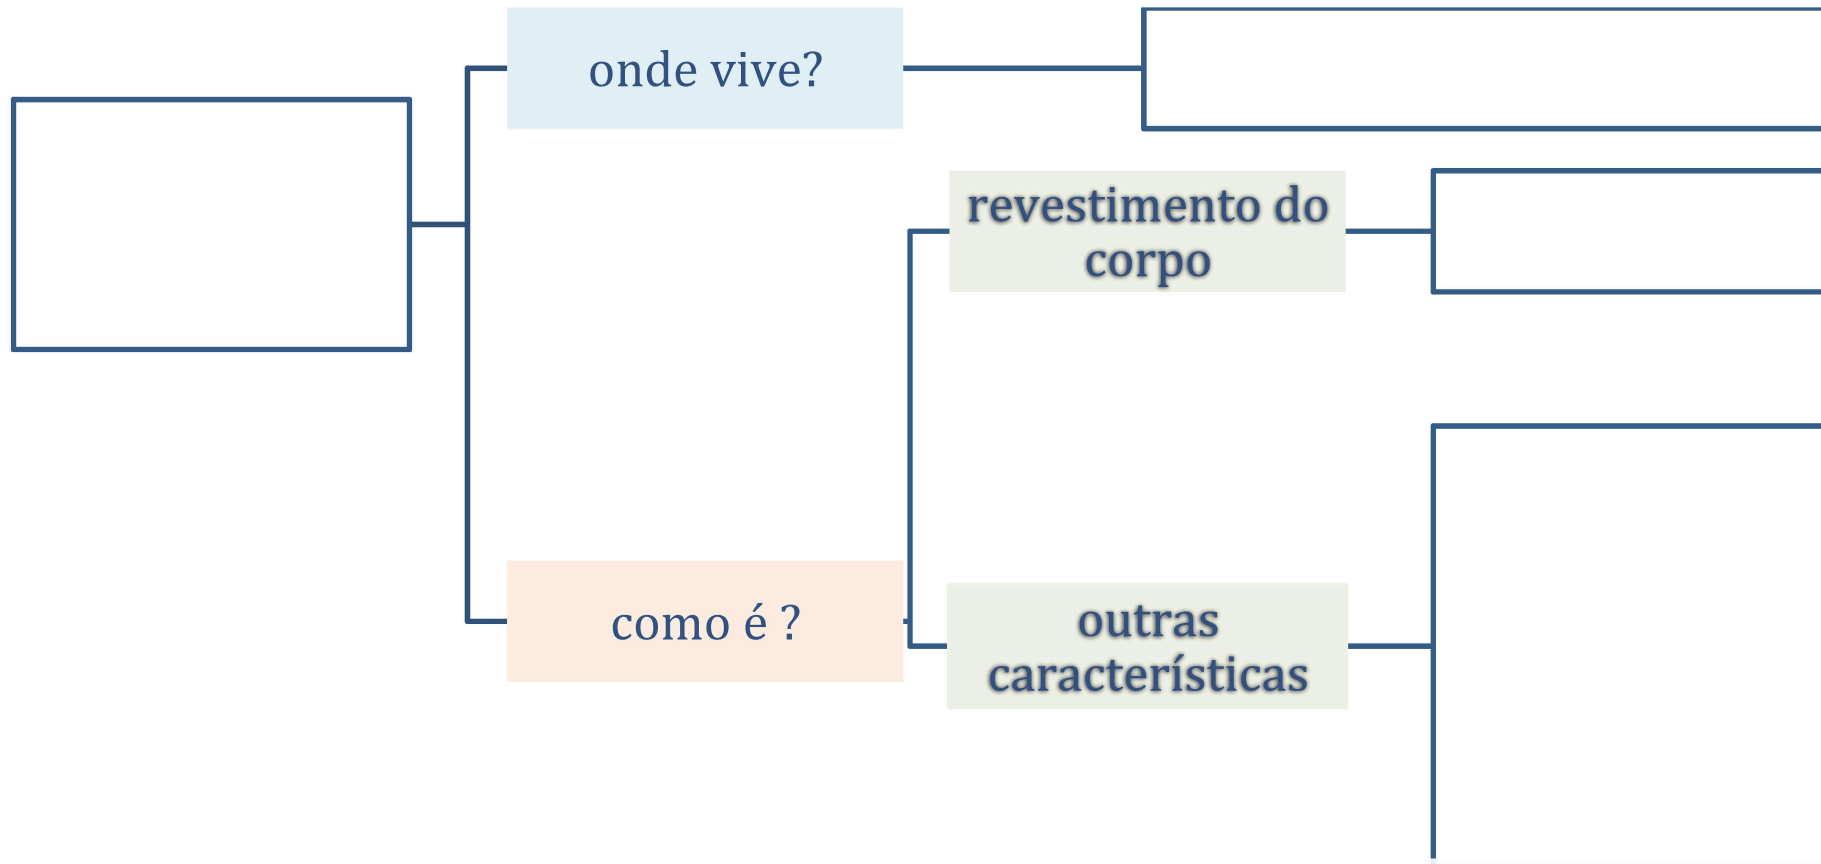 onde vive?
revestimento do
corpo
como é ?
outras
características